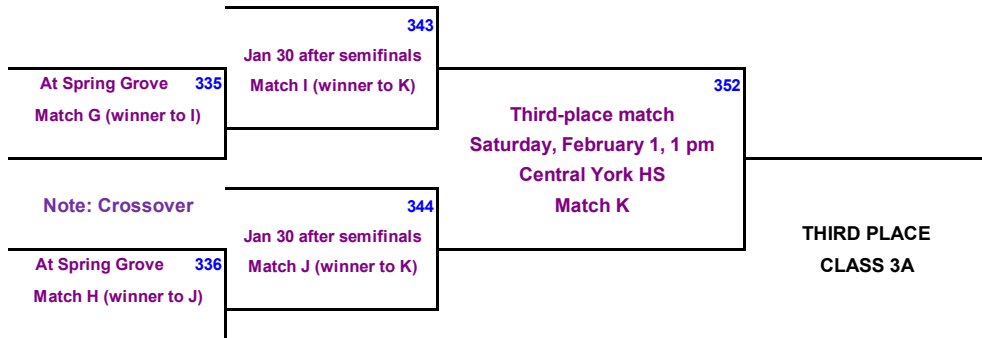 343
Jan 30 after semifinals
Match I (winner to K)
At Spring Grove 335
Match G (winner to I)
352
Third-place match
Saturday, February 1, 1 pm
Central York HS
Match K
Note: Crossover
344
Jan 30 after semifinals
Match J (winner to K)
At Spring Grove 336
Match H (winner to J)
THIRD PLACE
CLASS 3A